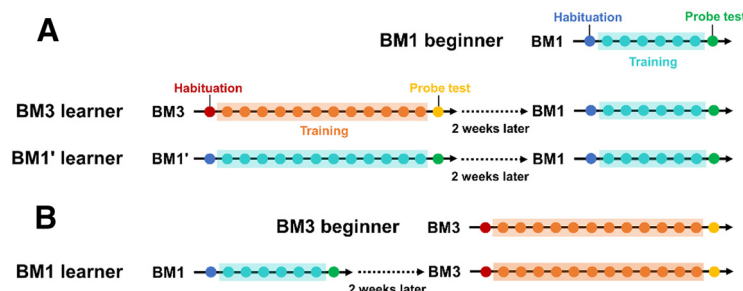 A
Habituation
Probe test
BM1 beginner
BM1
Training
Habituation
Probe test
BM3 learner
BM3
BM1
Training
2 weeks later
BM1' learner
BM1'
BM1
2 weeks later
B
BM3 beginner
BM3
BM1 learner
BM1
BM3
2 weeks later